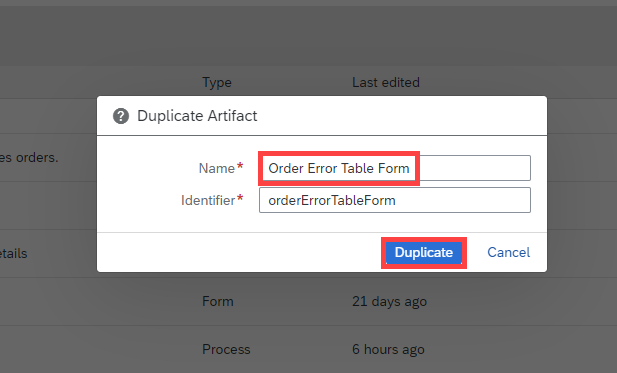 Type Last edited
? Duplicate Artifact
es orders.
Name* Order Error Table Form
Identifier* orderErrorTableForm
etails
Duplicate Cancel
Form 21 days ago
Process 6 hours ago